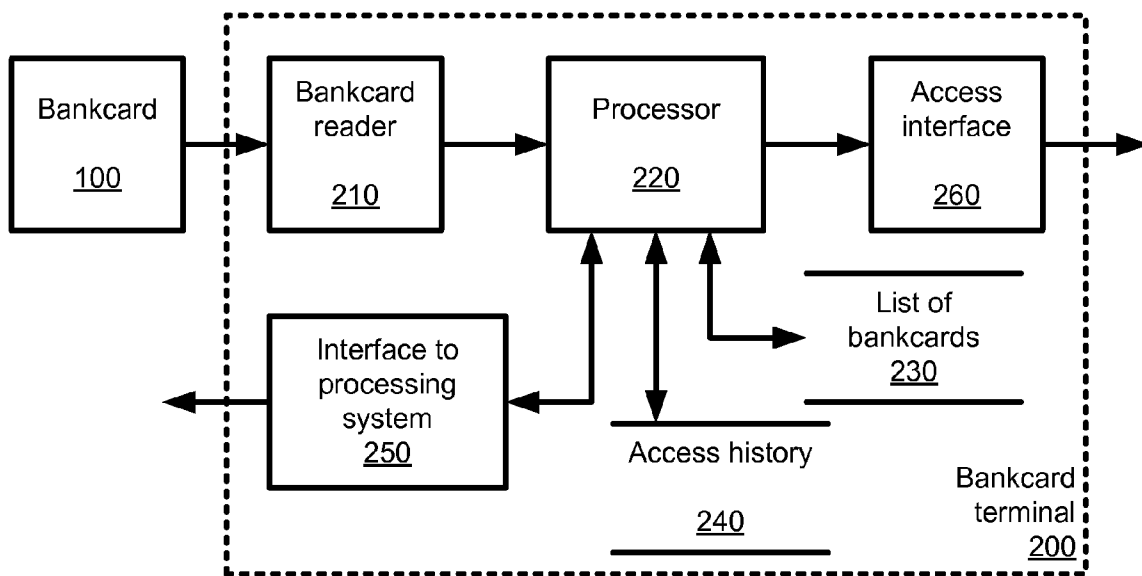 Bankcard
100
Bankcard
reader
210
Processor
220
Access
interface
260
Interface to
processing
system
250
Access history
240
List of
bankcards
230
Bankcard
terminal
200